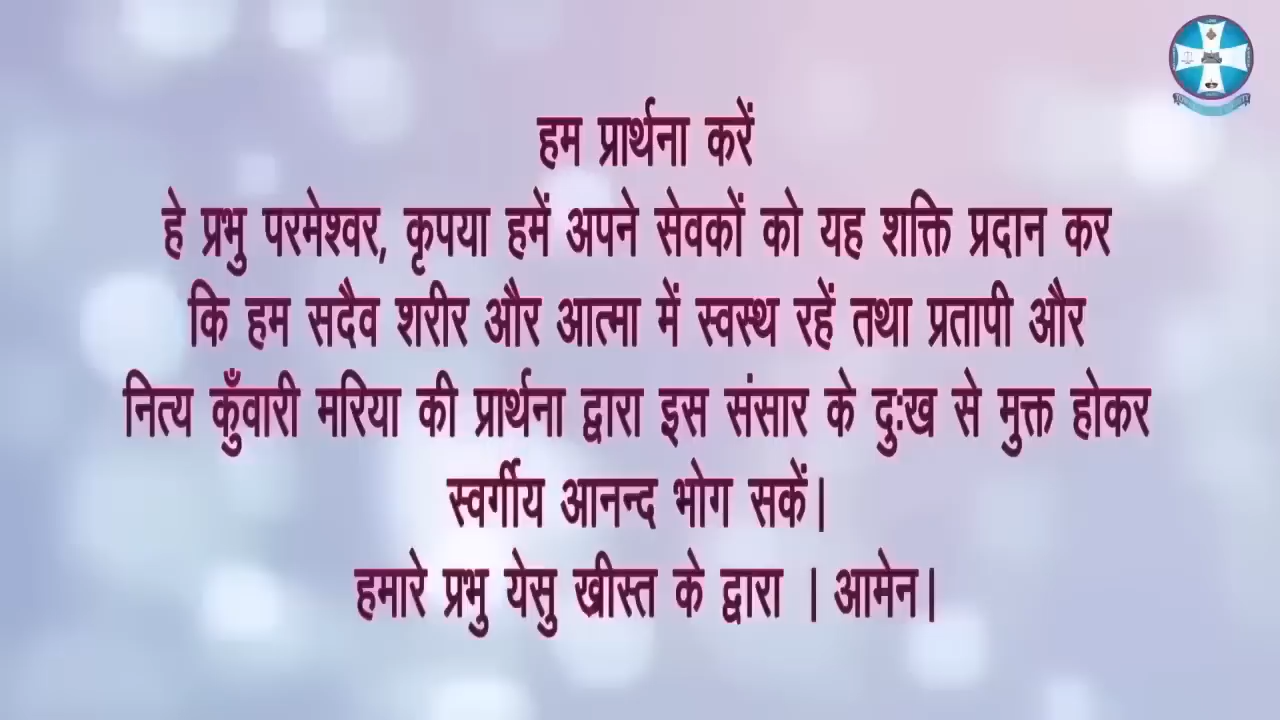 हम प्रार्थना करें
हे प्रभु परमेश्वर, कृपया हमें अपने सेवकों को यह शक्ति प्रदान कर
कि हम सदैव शरीर और आत्मा में स्वस्थ रहें तथा प्रतापी और
नित्य कुँवारी मरिया की प्रार्थना द्वारा इस संसार के दुःख से मुक्त होकर
स्वर्गीय आनन्द भोग सकें।
हमारे प्रभु येसु ख्रीस्त के द्वारा । आमेन।